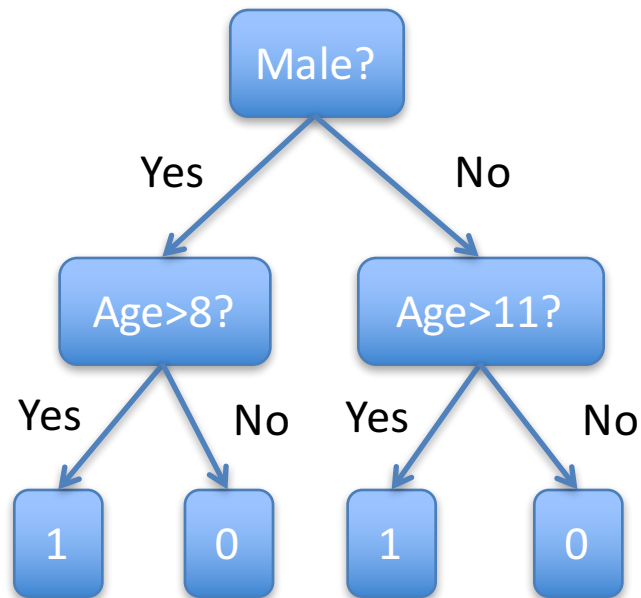 Male?
Yes
No
Age>8?
Age>11?
Yes
No
Yes
No
1
0
1
0